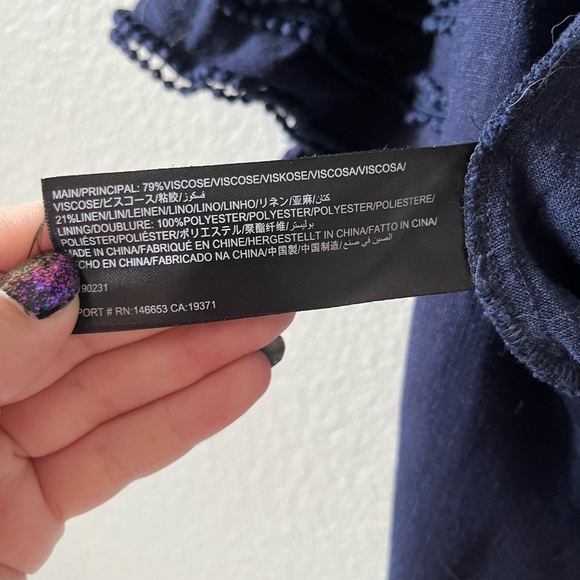 MAIN/PRINCIPAL: 79%VISCOSE/VISCOSE/VISKOSE/VISCOSA/VISCOSA/
VISCOSE/ビスコース/粘胶/فسكوز
21%LINEN/LIN/LEINEN/LINO/LINO/LINHO/リネン/亚麻/كتان
LINING/DOUBLURE: 100%POLYESTER/POLYESTER/POLYESTER/POLIESTERE/
POLIÉSTER/POLIÉSTER/ポリエステル/聚酯纤维/بوليستر
MADE IN CHINA/FABRIQUÉ EN CHINE/HERGESTELLT IN CHINA/FATTO IN CINA/
HECHO EN CHINA/FABRICADO NA CHINA/中国製/中国制造/الصين في صنع
90231
PORT # RN:146653 CA:19371